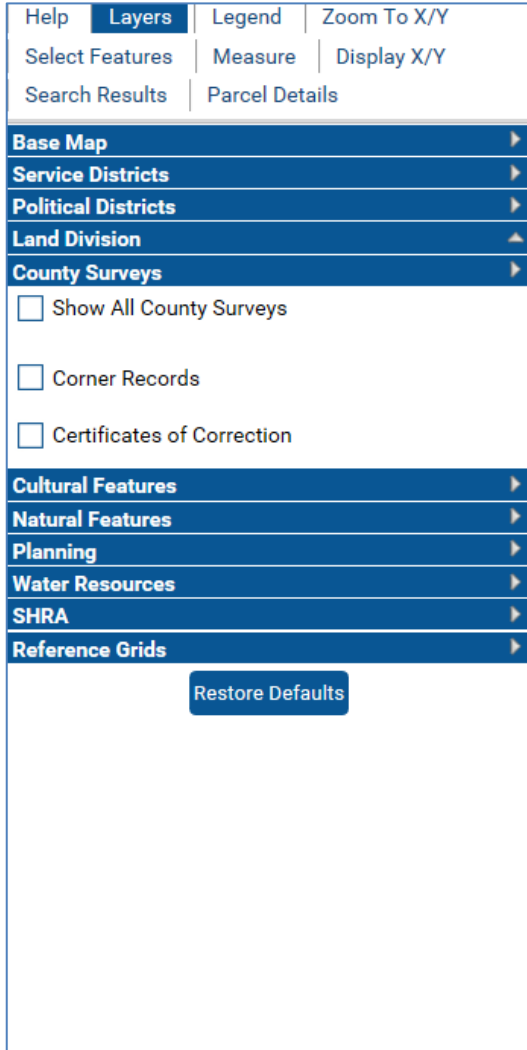 Help Layers Legend Zoom To X/Y
Select Features Measure Display X/Y
Search Results Parcel Details
Base Map
Service Districts
Political Districts
Land Division
County Surveys
Show All County Surveys
Corner Records
Certificates of Correction
Cultural Features
Natural Features
Planning
Water Resources
SHRA
Reference Grids
Restore Defaults